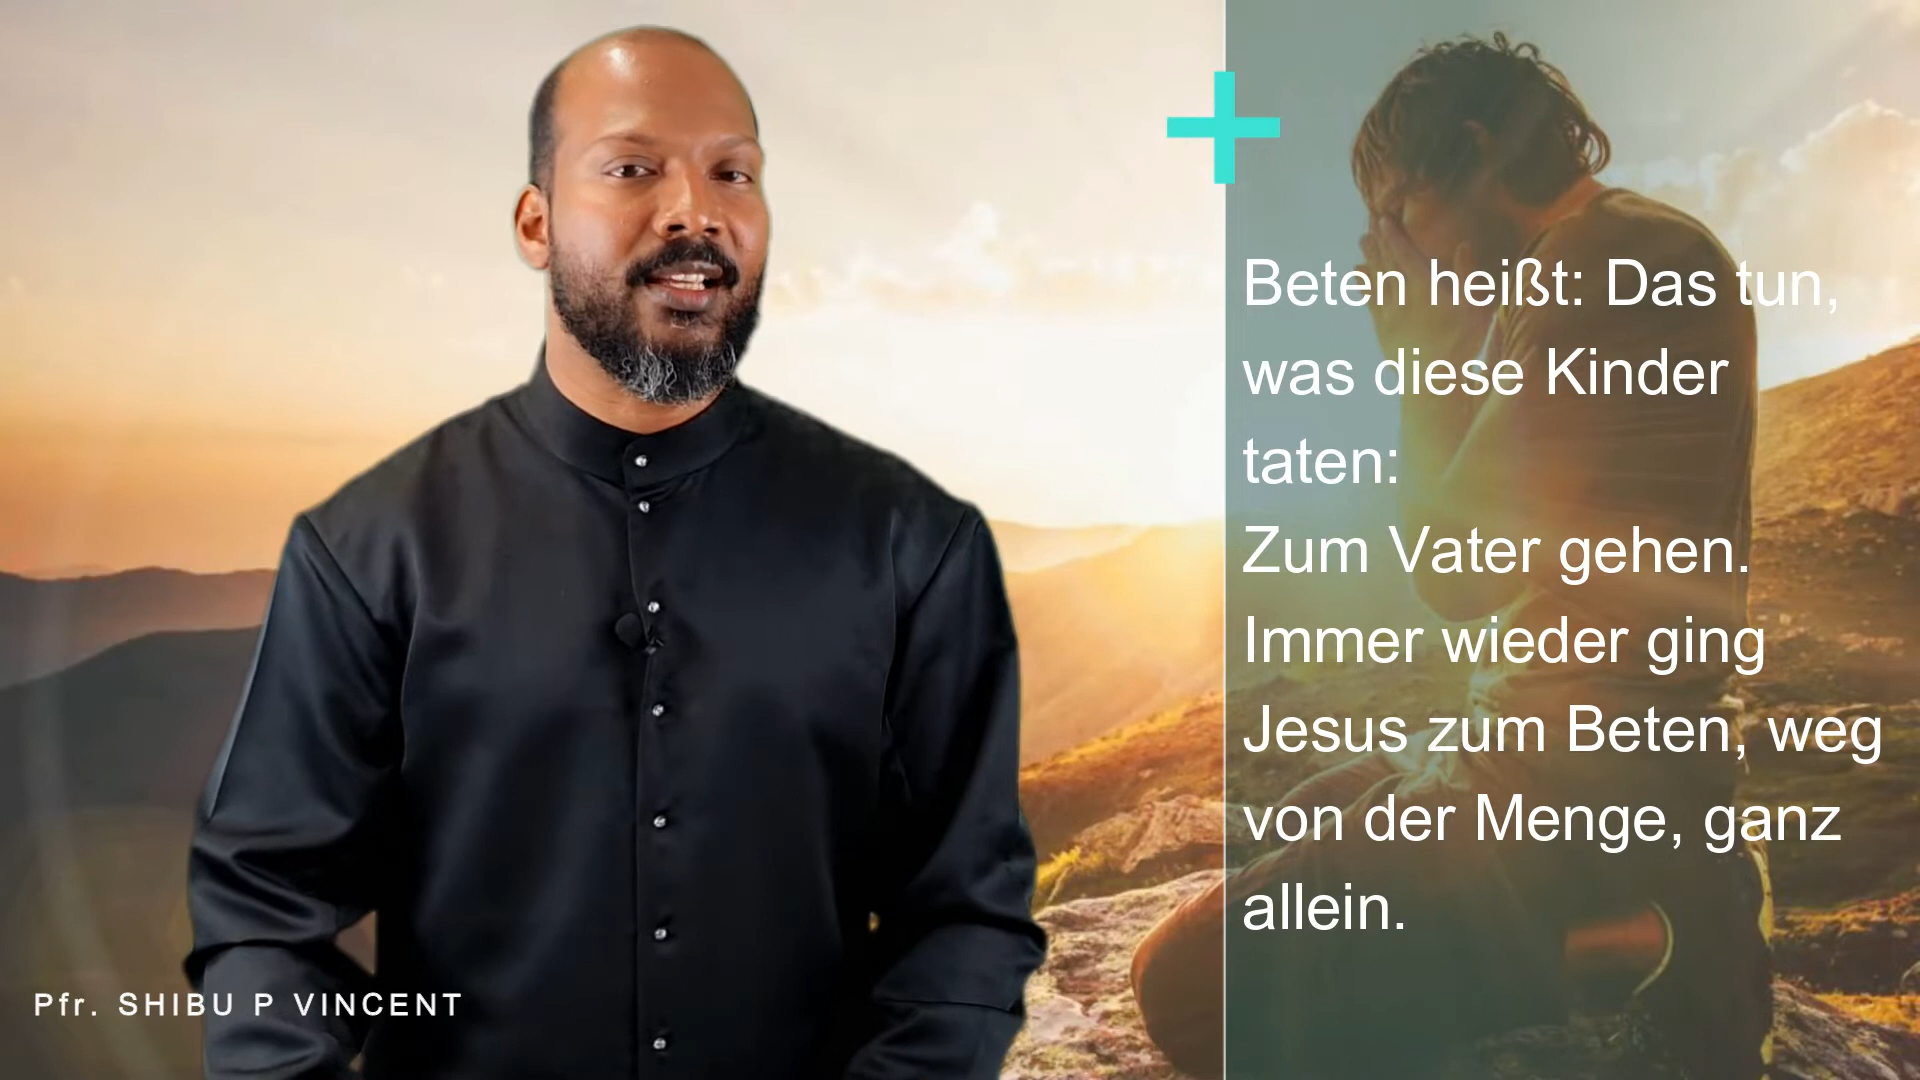 Beten heißt: Das tun,
was diese Kinder
taten:
Zum Vater gehen.
Immer wieder ging
Jesus zum Beten, weg
von der Menge, ganz
allein.
Pfr. SHIBU P VINCENT